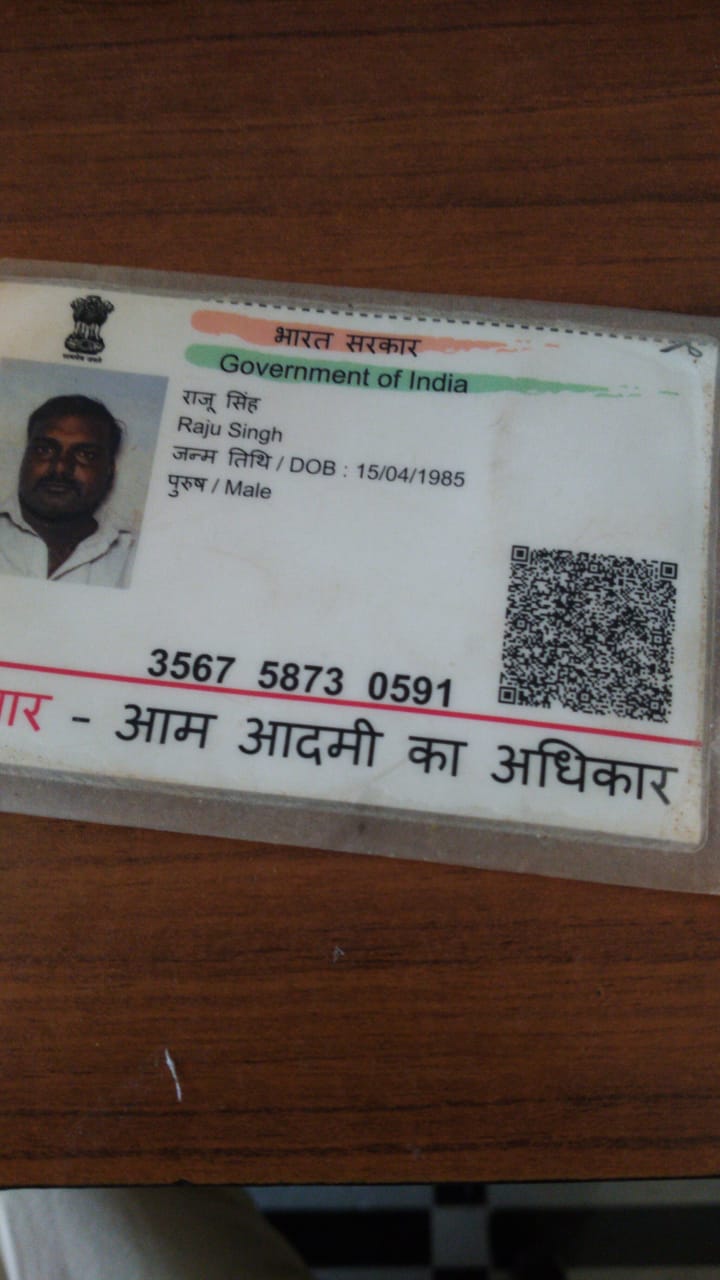 भारत सरकार
Government of India
राजू सिंह
Raju Singh
जन्म तिथि / DOB : 15/04/1985
पुरुष / Male
3567 5873 0591
- आम आदमी का अधिकार